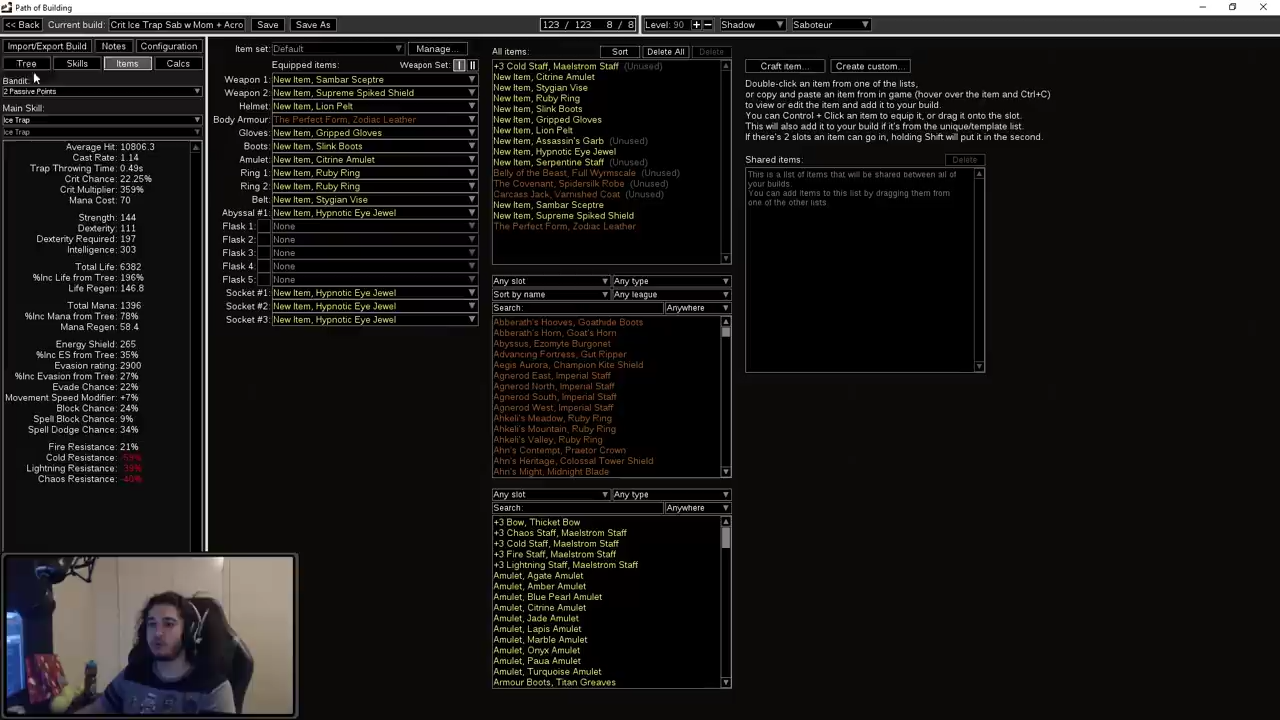 Path of Building
<< Back
Current build: Crit Ice Trap Sab w Mom + Acro
Save
Save As
123 / 123 8 / 8
Level: 90 + -
Shadow
Saboteur
Import/Export Build
Notes
Configuration
Tree
Skills
Items
Calcs
Bandit:
2 Passive Points
Main Skill:
Ice Trap
Ice Trap
Average Hit: 10806.3
Cast Rate: 1.14
Trap Throwing Time: 0.49s
Crit Chance: 22.25%
Crit Multiplier: 359%
Mana Cost: 70
Strength: 144
Dexterity: 111
Dexterity Required: 197
Intelligence: 303
Total Life: 6382
%Inc Life from Tree: 196%
Life Regen: 146.8
Total Mana: 1396
%Inc Mana from Tree: 78%
Mana Regen: 58.4
Energy Shield: 265
%Inc ES from Tree: 35%
Evasion rating: 2900
%Inc Evasion from Tree: 27%
Evade Chance: 22%
Movement Speed Modifier: +7%
Block Chance: 24%
Spell Block Chance: 9%
Spell Dodge Chance: 34%
Fire Resistance: 21%
Cold Resistance: -59%
Lightning Resistance: -39%
Chaos Resistance: -40%
Item set: Default
Manage...
Equipped items:
Weapon Set: I II
Weapon 1: New Item, Sambar Sceptre
Weapon 2: New Item, Supreme Spiked Shield
Helmet: New Item, Lion Pelt
Body Armour: The Perfect Form, Zodiac Leather
Gloves: New Item, Gripped Gloves
Boots: New Item, Slink Boots
Amulet: New Item, Citrine Amulet
Ring 1: New Item, Ruby Ring
Ring 2: New Item, Ruby Ring
Belt: New Item, Stygian Vise
Abyssal #1: New Item, Hypnotic Eye Jewel
Flask 1: None
Flask 2: None
Flask 3: None
Flask 4: None
Flask 5: None
Socket #1: New Item, Hypnotic Eye Jewel
Socket #2: New Item, Hypnotic Eye Jewel
Socket #3: New Item, Hypnotic Eye Jewel
All items:
Sort
Delete All
Delete
+3 Cold Staff, Maelstrom Staff (Unused)
New Item, Citrine Amulet
New Item, Stygian Vise
New Item, Ruby Ring
New Item, Slink Boots
New Item, Gripped Gloves
New Item, Lion Pelt
New Item, Assassin's Garb (Unused)
New Item, Hypnotic Eye Jewel
New Item, Serpentine Staff (Unused)
Belly of the Beast, Full Wyrmscale (Unused)
The Covenant, Spidersilk Robe (Unused)
Carcass Jack, Varnished Coat (Unused)
New Item, Sambar Sceptre
New Item, Supreme Spiked Shield
The Perfect Form, Zodiac Leather
Any slot
Any type
Sort by name
Any league
Search:
Anywhere
Abberath's Hooves, Goathide Boots
Abberath's Horn, Goat's Horn
Abyssus, Ezomyte Burgonet
Advancing Fortress, Gut Ripper
Aegis Aurora, Champion Kite Shield
Agnerod East, Imperial Staff
Agnerod North, Imperial Staff
Agnerod South, Imperial Staff
Agnerod West, Imperial Staff
Ahkeli's Meadow, Ruby Ring
Ahkeli's Mountain, Ruby Ring
Ahkeli's Valley, Ruby Ring
Ahn's Contempt, Praetor Crown
Ahn's Heritage, Colossal Tower Shield
Ahn's Might, Midnight Blade
Any slot
Any type
Search:
Anywhere
+3 Bow, Thicket Bow
+3 Chaos Staff, Maelstrom Staff
+3 Cold Staff, Maelstrom Staff
+3 Fire Staff, Maelstrom Staff
+3 Lightning Staff, Maelstrom Staff
Amulet, Agate Amulet
Amulet, Amber Amulet
Amulet, Blue Pearl Amulet
Amulet, Citrine Amulet
Amulet, Jade Amulet
Amulet, Lapis Amulet
Amulet, Marble Amulet
Amulet, Onyx Amulet
Amulet, Paua Amulet
Amulet, Turquoise Amulet
Armour Boots, Titan Greaves
Craft item...
Create custom...
Double-click an item from one of the lists,
or copy and paste an item from in game (hover over the item and Ctrl+C)
to view or edit the item and add it to your build.
You can Control + Click an item to equip it, or drag it onto the slot.
This will also add it to your build if it's from the unique/template list.
If there's 2 slots an item can go in, holding Shift will put it in the second.
Shared items:
Delete
This is a list of items that will be shared between all of
your builds.
You can add items to this list by dragging them from
one of the other lists.